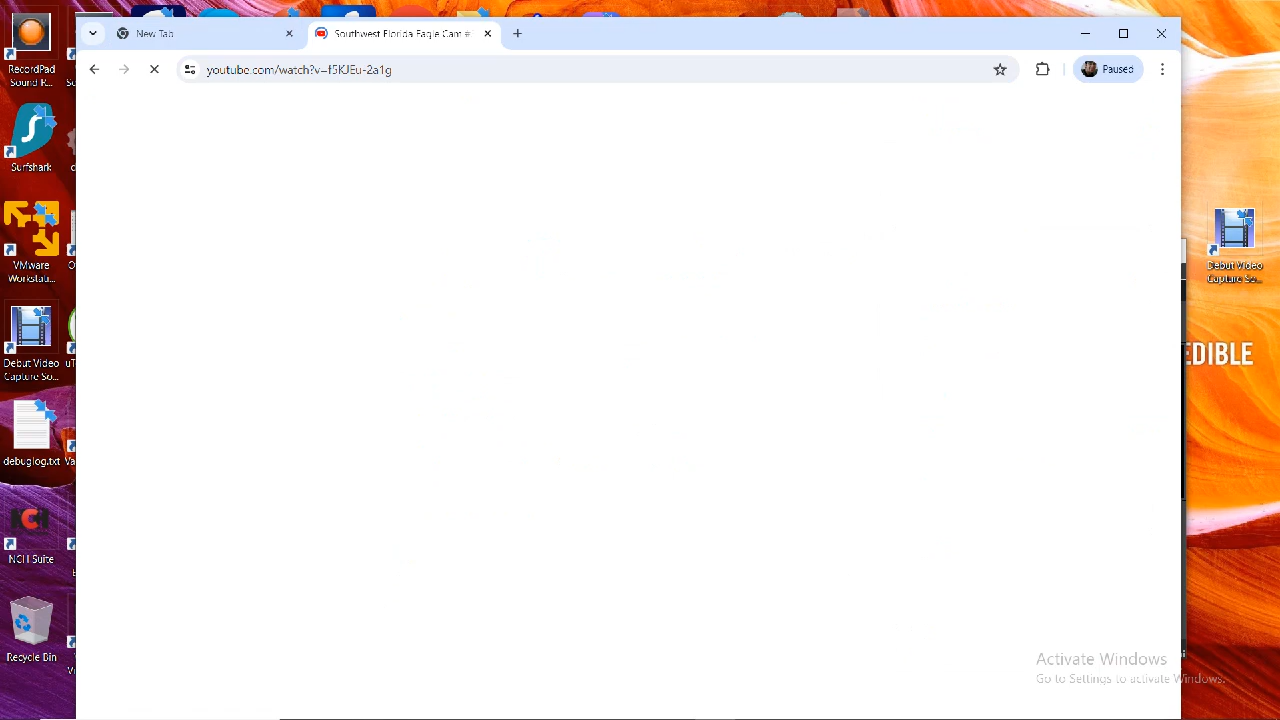 New Tab
Southwest Florida Eagle Cam #
youtube.com/watch?v=f5KJEu-2a1g
Paused
RecordPad
Sound R...
Surfshark
VMware
Workstati...
Debut Video
Capture So...
debuglog.txt
NCH
NCH Suite
Recycle Bin
Debut Video
Capture So...
EDIBLE
Activate Windows
Go to Settings to activate Windows.